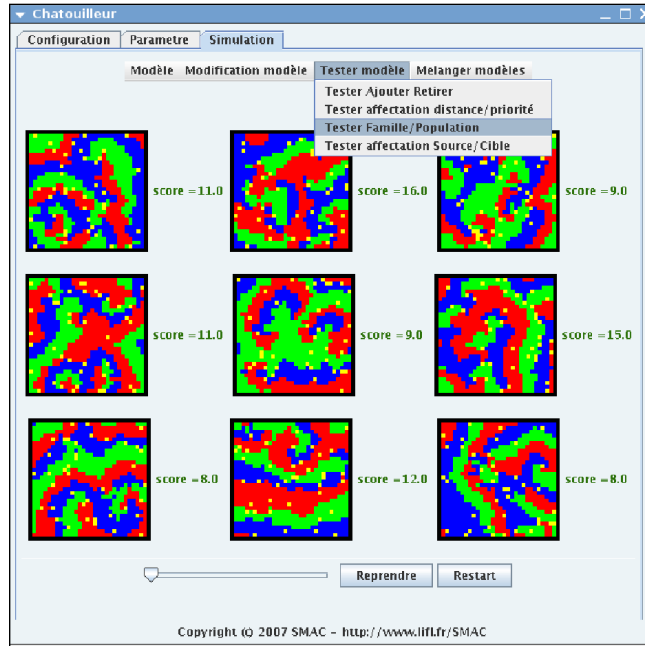 Chatouilleur
Configuration Parametre Simulation
Modèle Modification modèle Tester modèle Melanger modèles
Tester Ajouter Retirer
Tester affectation distance/priorité
Tester Famille/Population
Tester affectation Source/Cible
score =11.0 score =16.0 score =9.0
score =11.0 score =9.0 score =15.0
score =8.0 score =12.0 score =8.0
Reprendre Restart
Copyright (c) 2007 SMAC - http://www.lifl.fr/SMAC